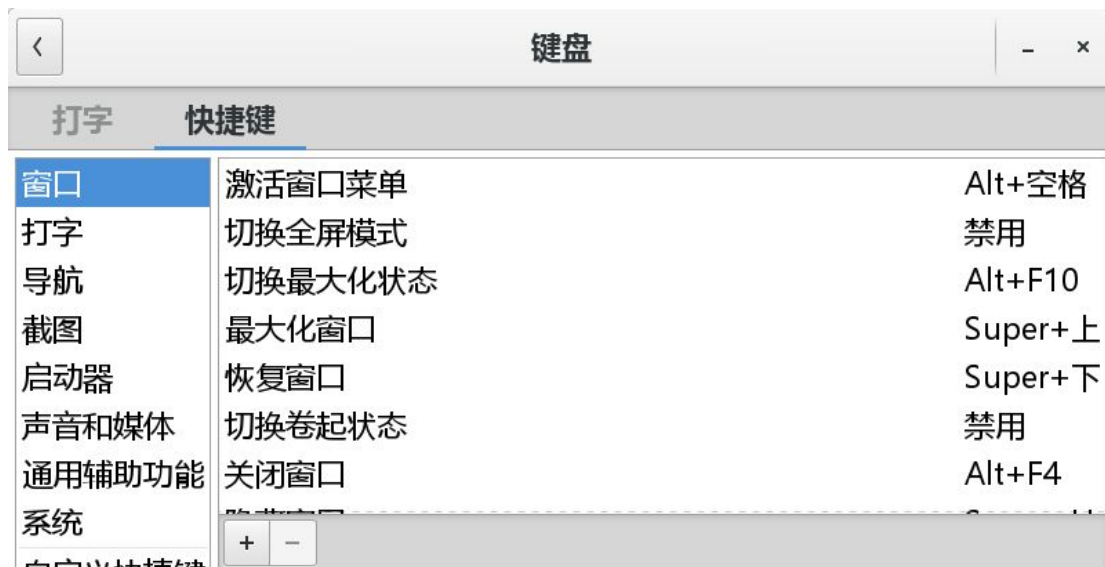 键盘
打字 快捷键
窗口
打字
导航
截图
启动器
声音和媒体
通用辅助功能
系统
激活窗口菜单 Alt+空格
切换全屏模式 禁用
切换最大化状态 Alt+F10
最大化窗口 Super+上
恢复窗口 Super+下
切换卷起状态 禁用
关闭窗口 Alt+F4